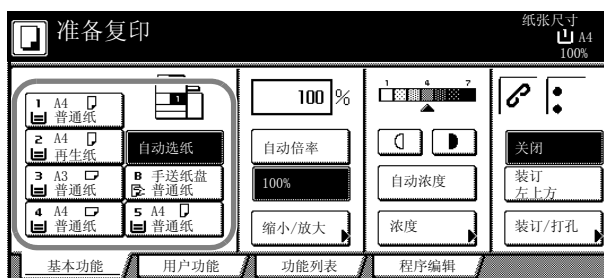 准备复印
纸张尺寸
A4
100%
1 A4
普通纸
2 A4
再生纸
自动选纸
3 A3
普通纸
B 手送纸盘
普通纸
4 A4
普通纸
5 A4
普通纸
1
100 %
自动倍率
100%
缩小/放大
1 4 7
自动浓度
浓度
关闭
装订
左上方
装订/打孔
基本功能
用户功能
功能列表
程序编辑